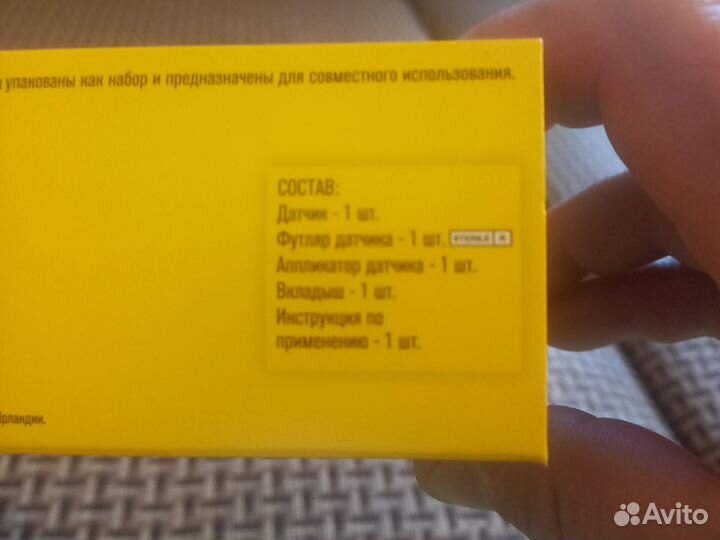 упакованы как набор и предназначены для совместного использования.
СОСТАВ:
Датчик - 1 шт.
Футляр датчика - 1 шт. STERILE R
Аппликатор датчика - 1 шт.
Вкладыш - 1 шт.
Инструкция по
применению - 1 шт.
Ирландии.
Avito